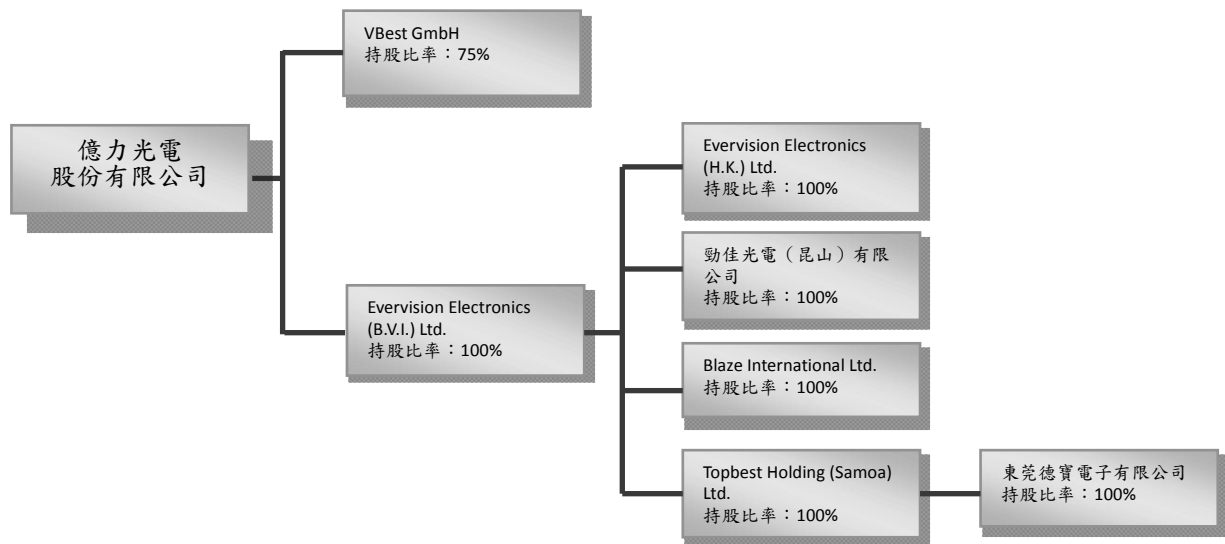 VBest GmbH
持股比率：75%
億力光電
股份有限公司
Evervision Electronics
(B.V.I.) Ltd.
持股比率：100%
Evervision Electronics
(H.K.) Ltd.
持股比率：100%
勁佳光電（昆山）有限
公司
持股比率：100%
Blaze International Ltd.
持股比率：100%
Topbest Holding (Samoa)
Ltd.
持股比率：100%
東莞德寶電子有限公司
持股比率：100%